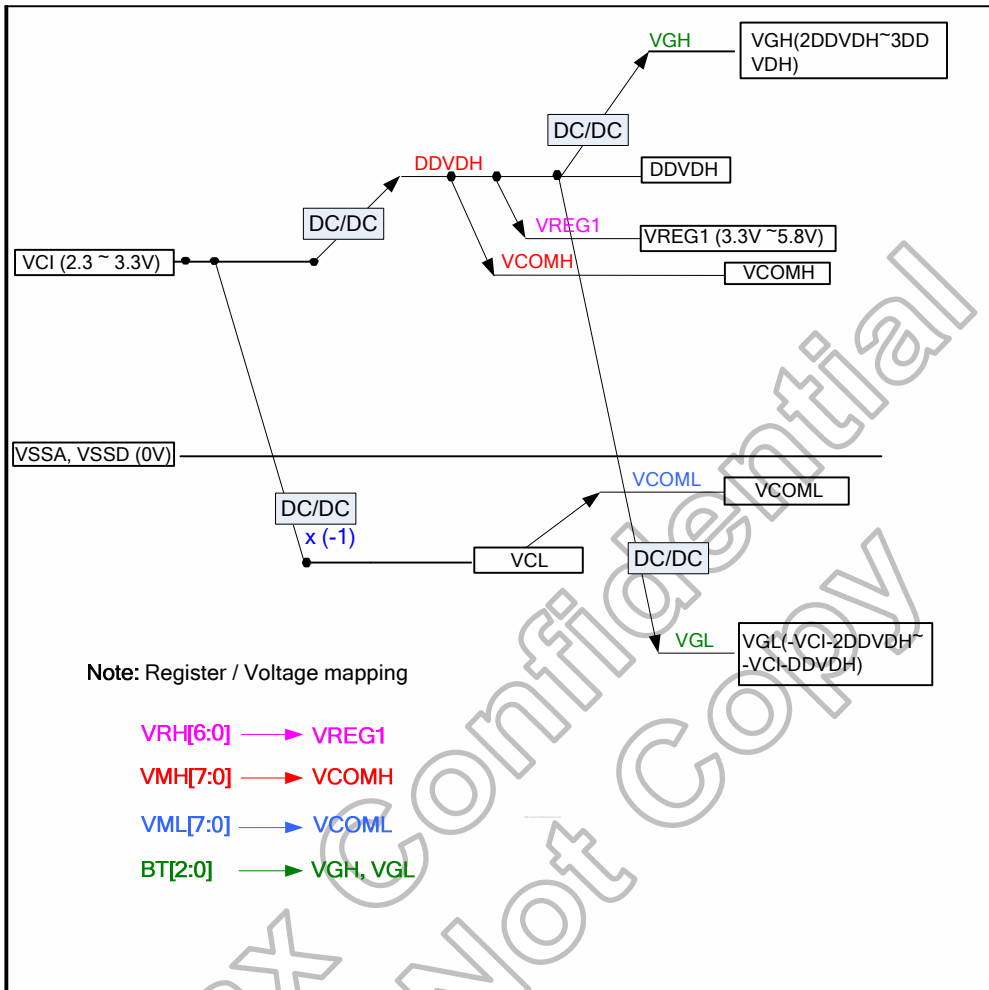 VGH
VGH(2DDVDH~3DD
VDH)
DC/DC
DDVDH
DDVDH
DC/DC
VREG1
VREG1 (3.3V ~5.8V)
VCI (2.3 ~ 3.3V)
VCOMH
VCOMH
VSSA, VSSD (0V)
VCOML
VCOML
DC/DC
x (-1)
VCL
DC/DC
VGL
VGL(-VCI-2DDVDH~
-VCI-DDVDH)
Note: Register / Voltage mapping
VRH[6:0] VREG1
VMH[7:0] VCOMH
VML[7:0] VCOML
BT[2:0] VGH, VGL
Confidential
Not Copy